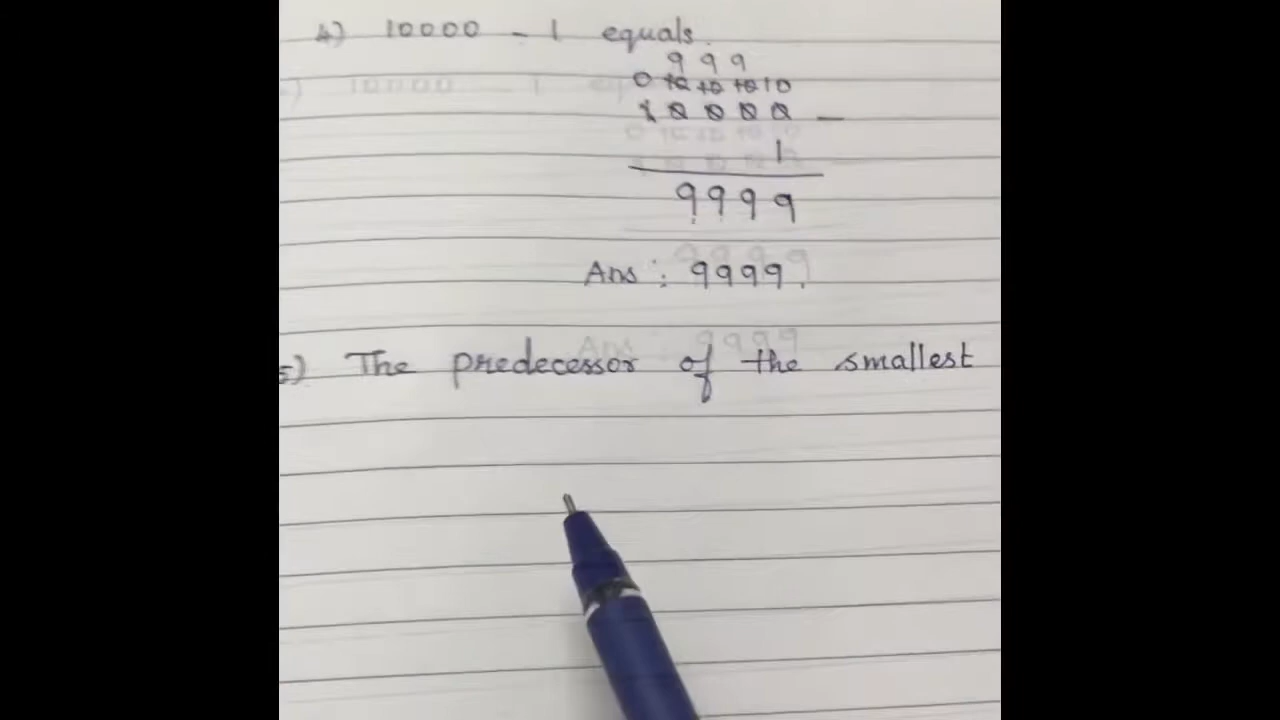 4) 10000 - 1 equals.
9 9 9
0 10 10 10 10
1 0 0 0 0 -
1
9 9 9 9
Ans : 9999.
5) The predecessor of the smallest